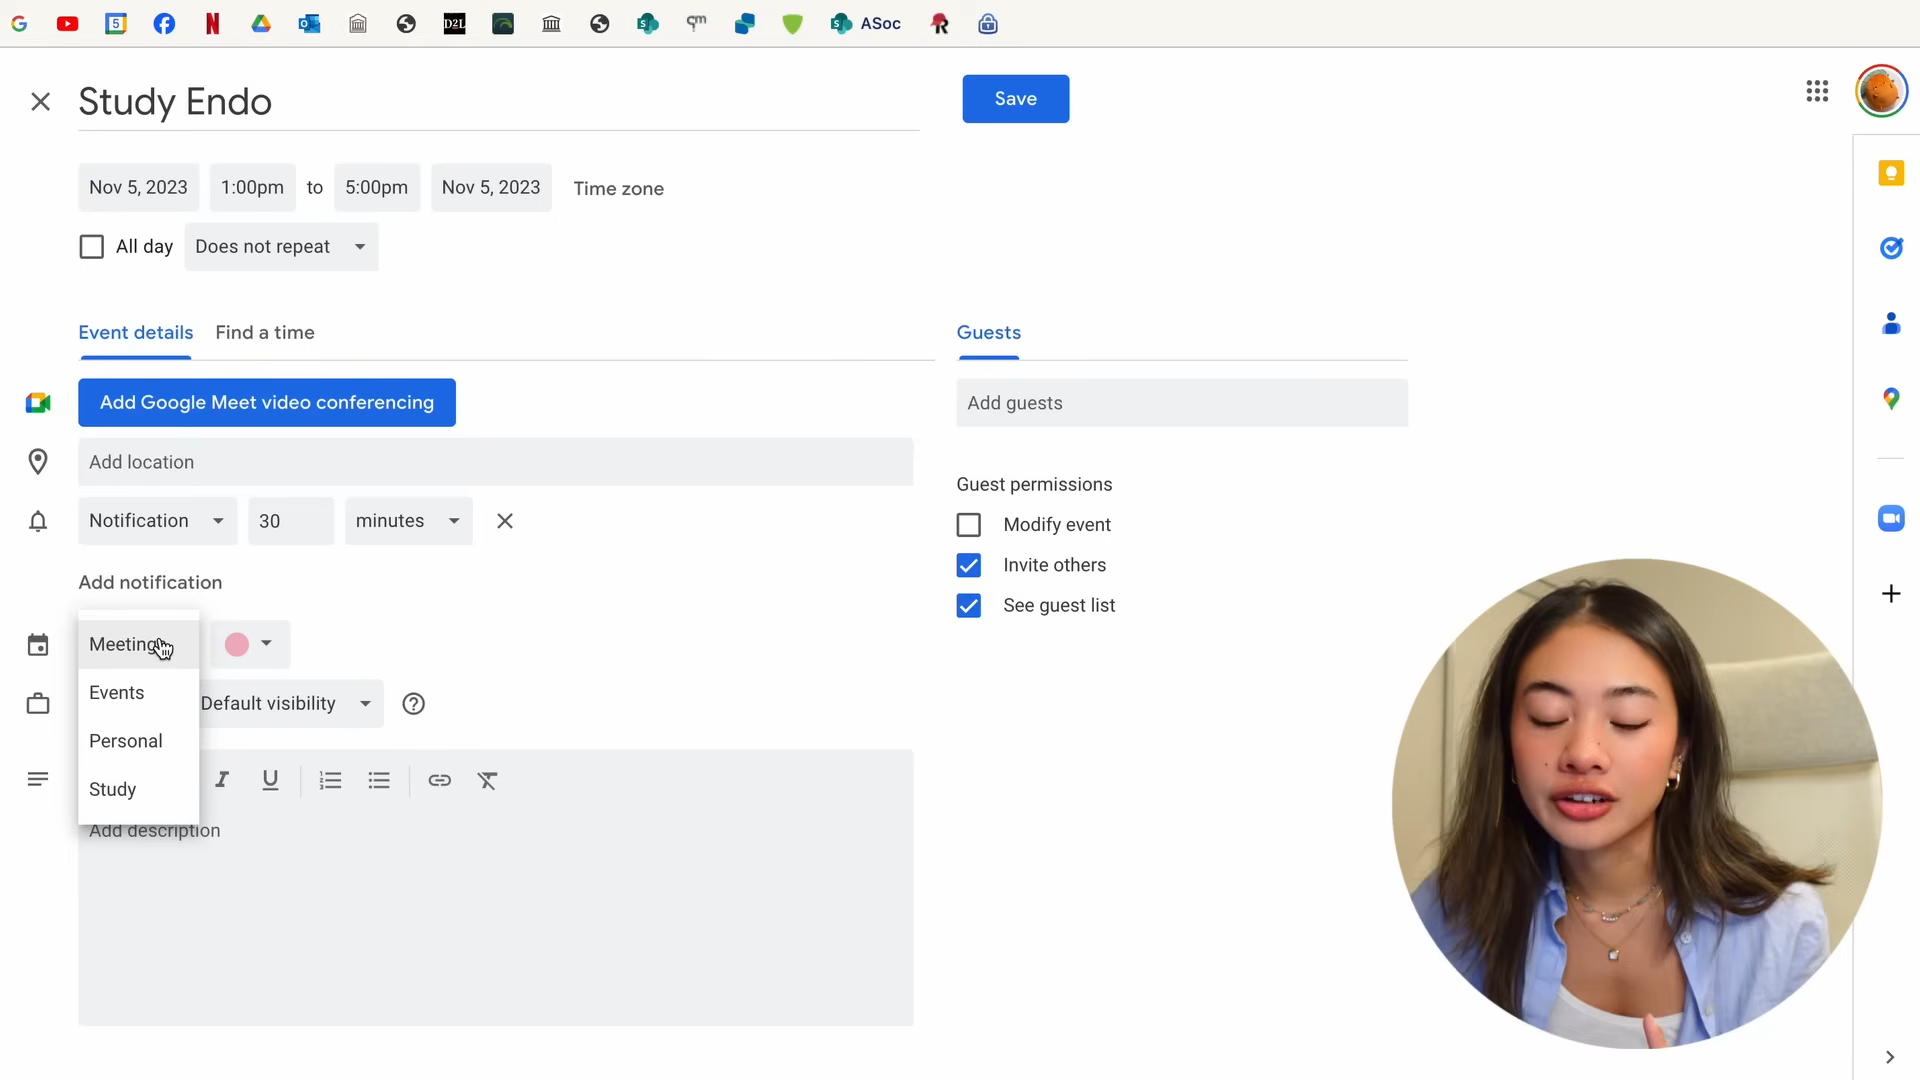 5
D2L
ASoc
Study Endo
Save
Nov 5, 2023 1:00pm to 5:00pm Nov 5, 2023 Time zone
All day Does not repeat
Event details Find a time
Guests
Add Google Meet video conferencing
Add guests
Add location
Guest permissions
Notification 30 minutes
Modify event
Invite others
Add notification
See guest list
Meeting
Events
Default visibility
Personal
Study
Add description